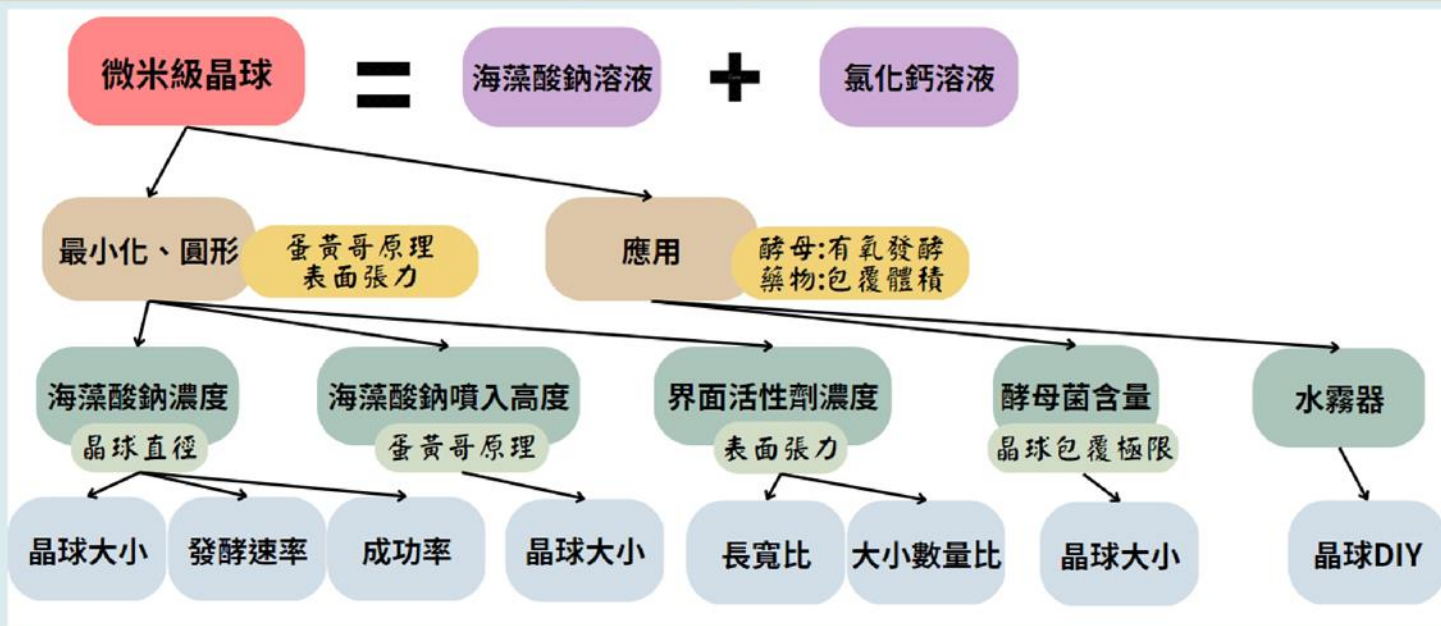 微米級晶球
=
海藻酸鈉溶液
+
氯化鈣溶液
最小化、圓形
蛋黃哥原理
表面張力
應用
酵母:有氧發酵
藥物:包覆體積
海藻酸鈉濃度
晶球直徑
海藻酸鈉噴入高度
蛋黃哥原理
界面活性劑濃度
表面張力
酵母菌含量
晶球包覆極限
水霧器
晶球大小
發酵速率
成功率
晶球大小
長寬比
大小數量比
晶球大小
晶球DIY